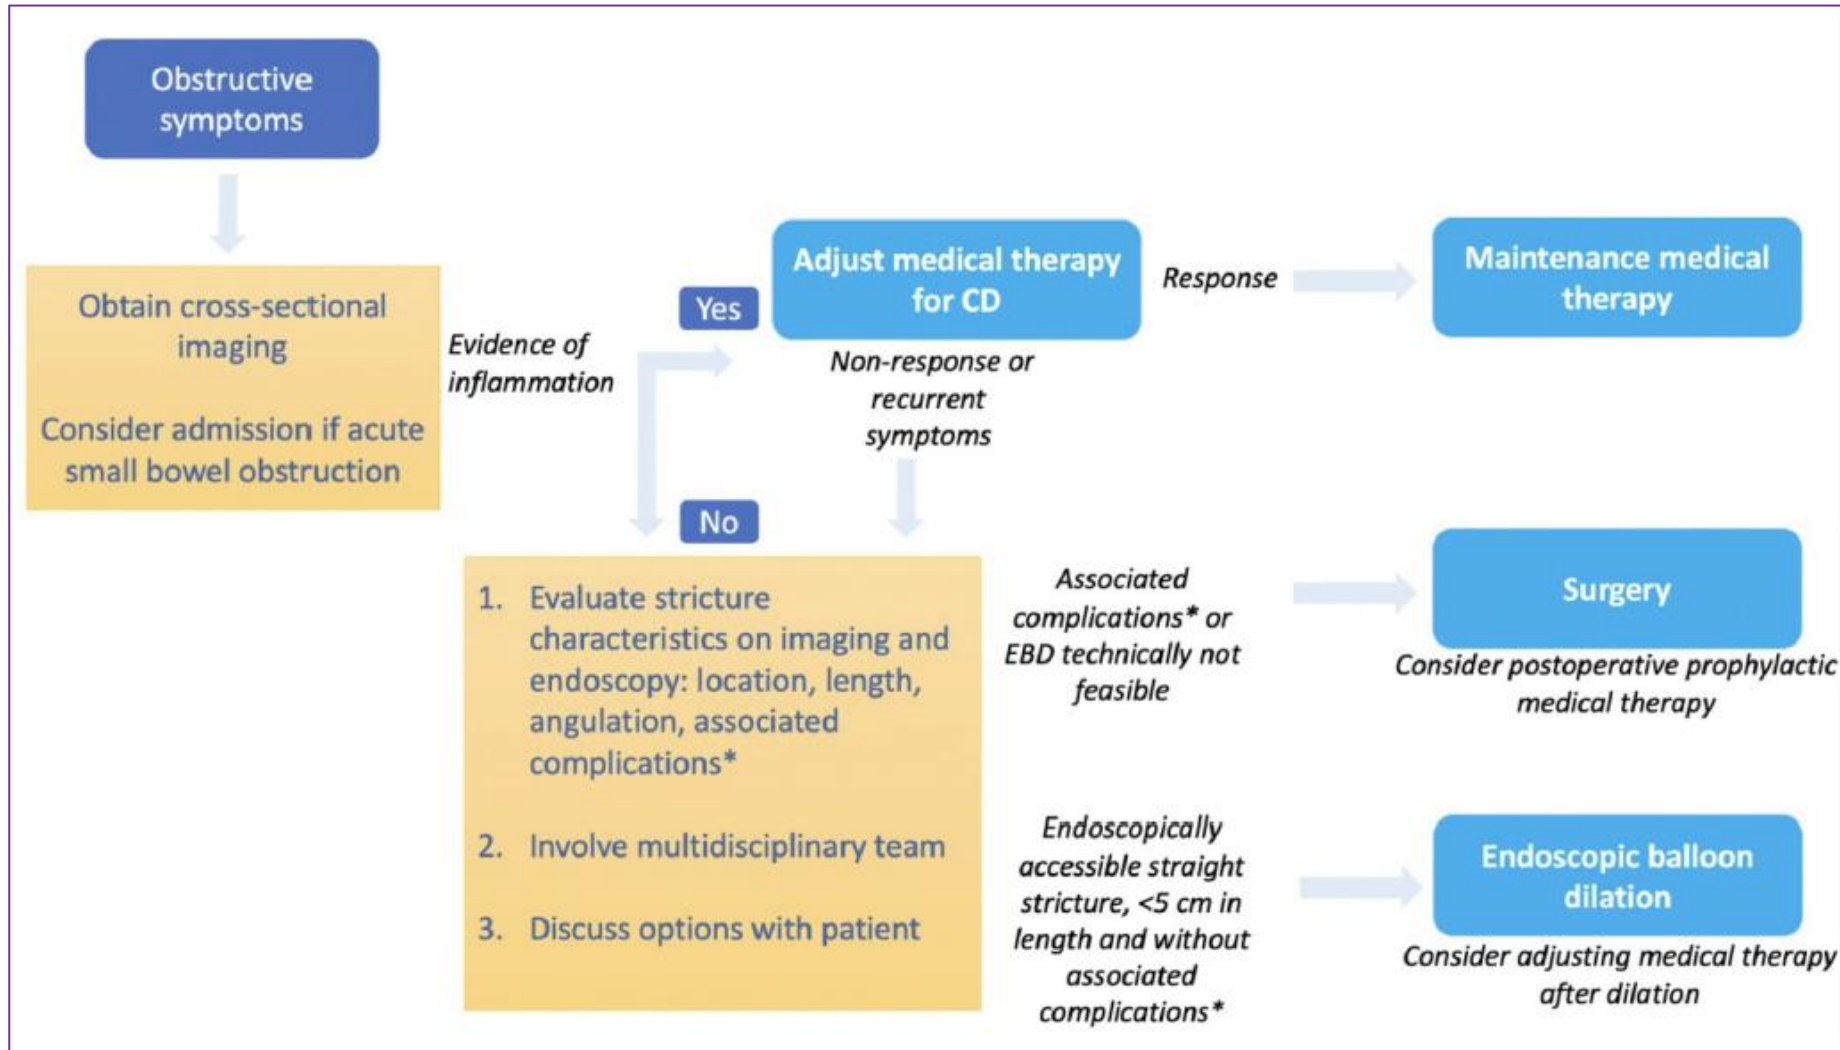 Obstructive
symptoms
Obtain cross-sectional
imaging
Consider admission if acute
small bowel obstruction
Evidence of
inflammation
Yes
No
Adjust medical therapy
for CD
Response
Maintenance medical
therapy
Non-response or
recurrent
symptoms
1. Evaluate stricture
characteristics on imaging and
endoscopy: location, length,
angulation, associated
complications*
2. Involve multidisciplinary team
3. Discuss options with patient
Associated
complications* or
EBD technically not
feasible
Surgery
Consider postoperative prophylactic
medical therapy
Endoscopically
accessible straight
stricture, <5 cm in
length and without
associated
complications*
Endoscopic balloon
dilation
Consider adjusting medical therapy
after dilation